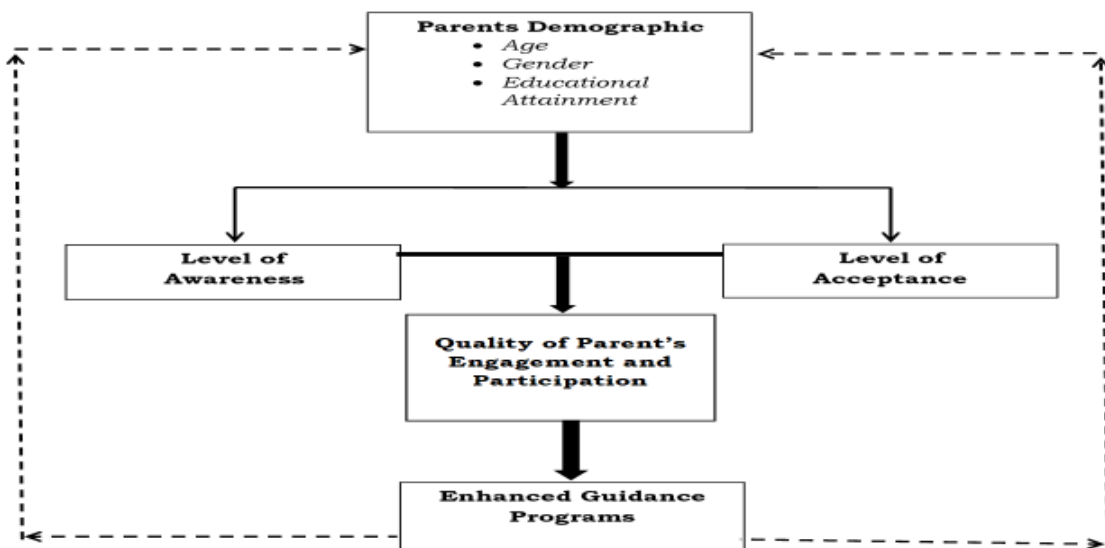 Parents Demographic
• Age
• Gender
• Educational
Attainment
Level of
Awareness
Level of
Acceptance
Quality of Parent’s
Engagement and
Participation
Enhanced Guidance
Programs